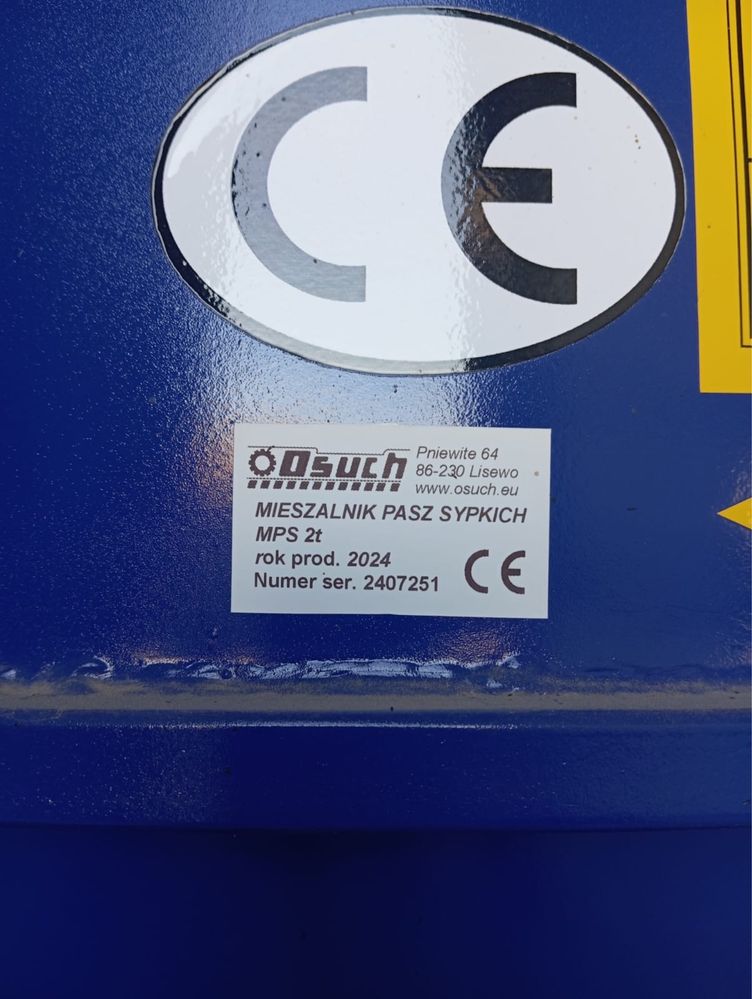 CE
Osuch
Pniewite 64
86-230 Lisewo
www.osuch.eu
MIESZALNIK PASZ SYPKICH
MPS 2t
rok prod. 2024
Numer ser. 2407251
CE